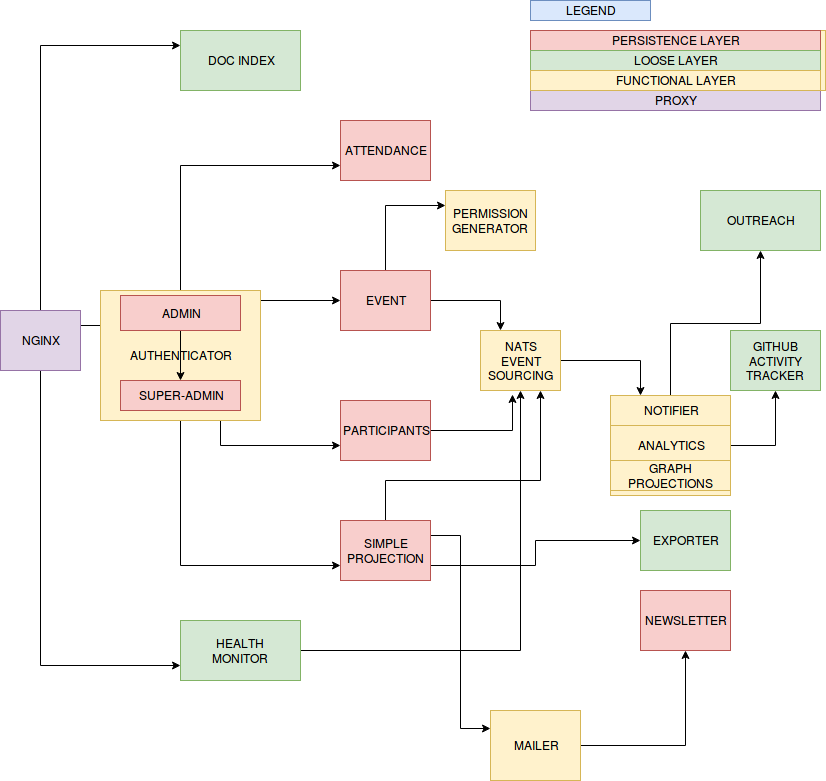 LEGEND
PERSISTENCE LAYER
LOOSE LAYER
FUNCTIONAL LAYER
PROXY
DOC INDEX
ATTENDANCE
PERMISSION
GENERATOR
OUTREACH
ADMIN
EVENT
NGINX
AUTHENTICATOR
NATS
EVENT
SOURCING
GITHUB
ACTIVITY
TRACKER
SUPER-ADMIN
NOTIFIER
PARTICIPANTS
ANALYTICS
GRAPH
PROJECTIONS
SIMPLE
PROJECTION
EXPORTER
NEWSLETTER
HEALTH
MONITOR
MAILER